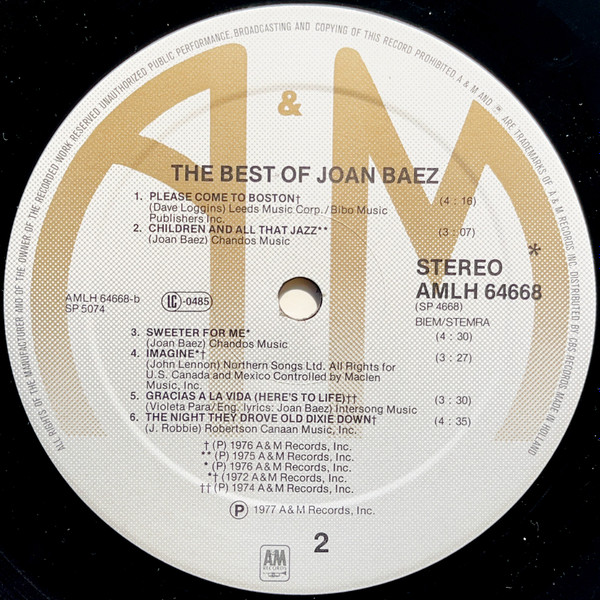 ALL RIGHTS OF THE MANUFACTURER AND OF THE OWNER OF THE RECORDED WORK RESERVED UNAUTHORIZED PUBLIC PERFORMANCE, BROADCASTING AND COPYING OF THIS RECORD PROHIBITED A & M AND ARE TRADEMARKS OF A & M RECORDS INC. DISTRIBUTED BY CBS RECORDS. MADE IN HOLLAND
A & M
THE BEST OF JOAN BAEZ
1. PLEASE COME TO BOSTON† (4 : 16)
(Dave Loggins) Leeds Music Corp./Bibo Music
Publishers Inc.
2. CHILDREN AND ALL THAT JAZZ** (3 : 07)
(Joan Baez) Chandos Music
STEREO
AMLH 64668*
(SP 4668)
BIEM/STEMRA
AMLH 64668-b
SP 5074
LC-0485
3. SWEETER FOR ME* (4 : 30)
(Joan Baez) Chandos Music
4. IMAGINE*† (3 : 27)
(John Lennon) Northern Songs Ltd. All Rights for
U.S. Canada and Mexico Controlled by Maclen
Music, Inc.
5. GRACIAS A LA VIDA (HERE'S TO LIFE)†† (3 : 30)
(Violeta Para/Eng. lyrics: Joan Baez) Intersong Music
6. THE NIGHT THEY DROVE OLD DIXIE DOWN† (4 : 35)
(J. Robbie) Robertson Canaan Music, Inc.
† (P) 1976 A & M Records, Inc.
** (P) 1975 A & M Records, Inc.
* (P) 1976 A & M Records, Inc.
*† (P) 1972 A & M Records, Inc.
†† (P) 1974 A & M Records, Inc.
Ⓟ 1977 A & M Records, Inc.
A&M
RECORDS
2